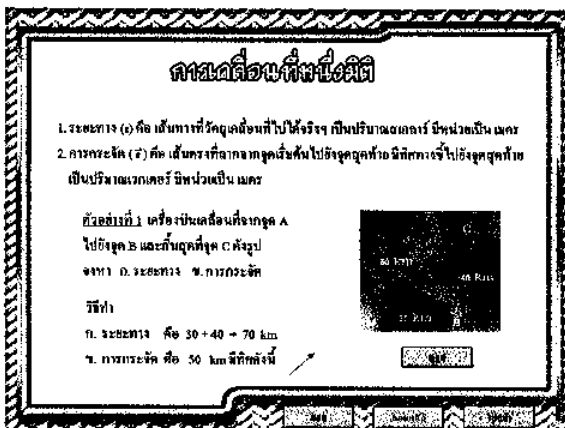 การเคลื่อนที่หนึ่งมิติ
1. ระยะทาง (s) คือ เส้นทางที่วัตถุเคลื่อนที่ไปได้จริงๆ เป็นปริมาณสเกลาร์ มีหน่วยเป็น เมตร
2. การกระจัด (s⃗) คือ เส้นตรงที่ลากจากจุดเริ่มต้นไปยังจุดสุดท้าย มีทิศทางชี้ไปยังจุดสุดท้าย
เป็นปริมาณเวกเตอร์ มีหน่วยเป็น เมตร
ตัวอย่างที่ 1 เครื่องบินเคลื่อนที่จากจุด A
ไปยังจุด B และสิ้นสุดที่จุด C ดังรูป
จงหา ก. ระยะทาง ข. การกระจัด
วิธีทำ
ก. ระยะทาง คือ 30 + 40 = 70 km
ข. การกระจัด คือ 50 km มีทิศดังนี้
C
40 Km
B